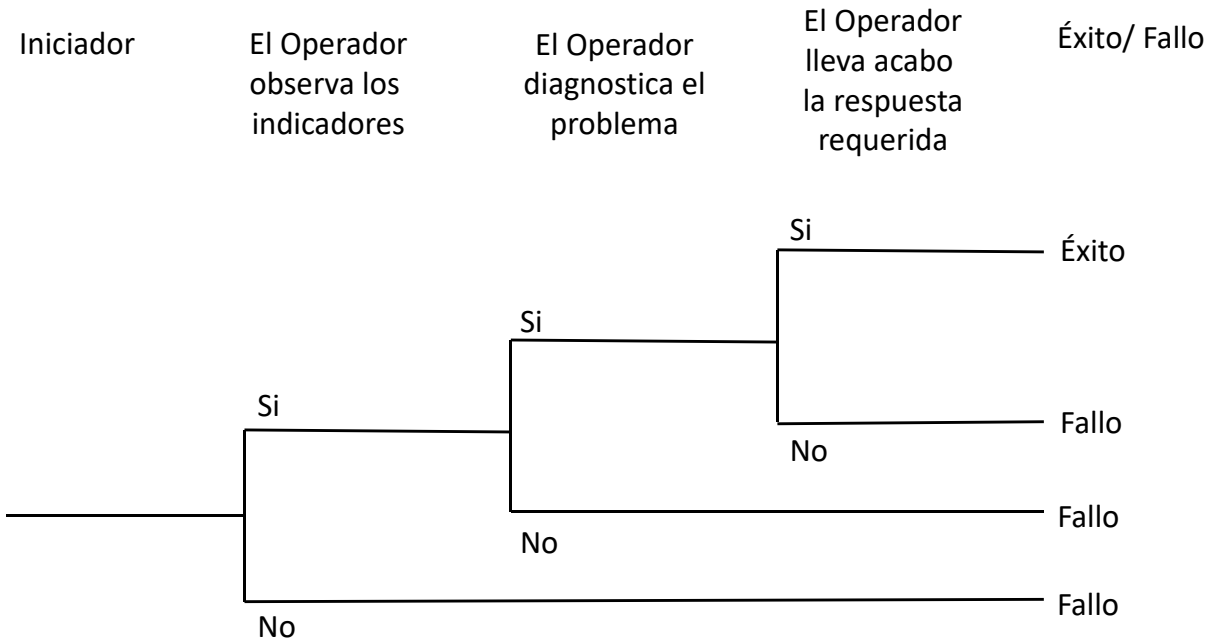 Iniciador
El Operador
observa los
indicadores
El Operador
diagnostica el
problema
El Operador
lleva acabo
la respuesta
requerida
Éxito/ Fallo
Si
Éxito
Si
Si
Fallo
No
Fallo
No
Fallo
No